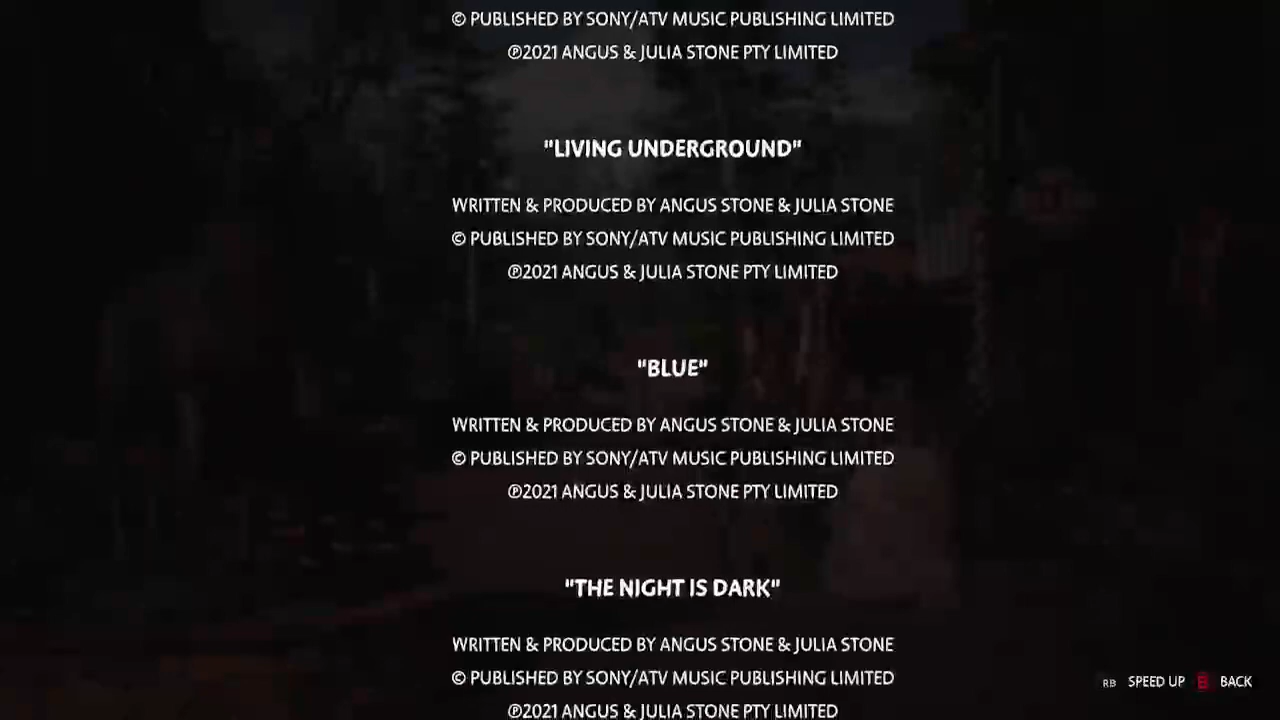 © PUBLISHED BY SONY/ATV MUSIC PUBLISHING LIMITED
℗2021 ANGUS & JULIA STONE PTY LIMITED
"LIVING UNDERGROUND"
WRITTEN & PRODUCED BY ANGUS STONE & JULIA STONE
© PUBLISHED BY SONY/ATV MUSIC PUBLISHING LIMITED
℗2021 ANGUS & JULIA STONE PTY LIMITED
"BLUE"
WRITTEN & PRODUCED BY ANGUS STONE & JULIA STONE
© PUBLISHED BY SONY/ATV MUSIC PUBLISHING LIMITED
℗2021 ANGUS & JULIA STONE PTY LIMITED
"THE NIGHT IS DARK"
WRITTEN & PRODUCED BY ANGUS STONE & JULIA STONE
© PUBLISHED BY SONY/ATV MUSIC PUBLISHING LIMITED
RB SPEED UP B BACK
℗2021 ANGUS & JULIA STONE PTY LIMITED